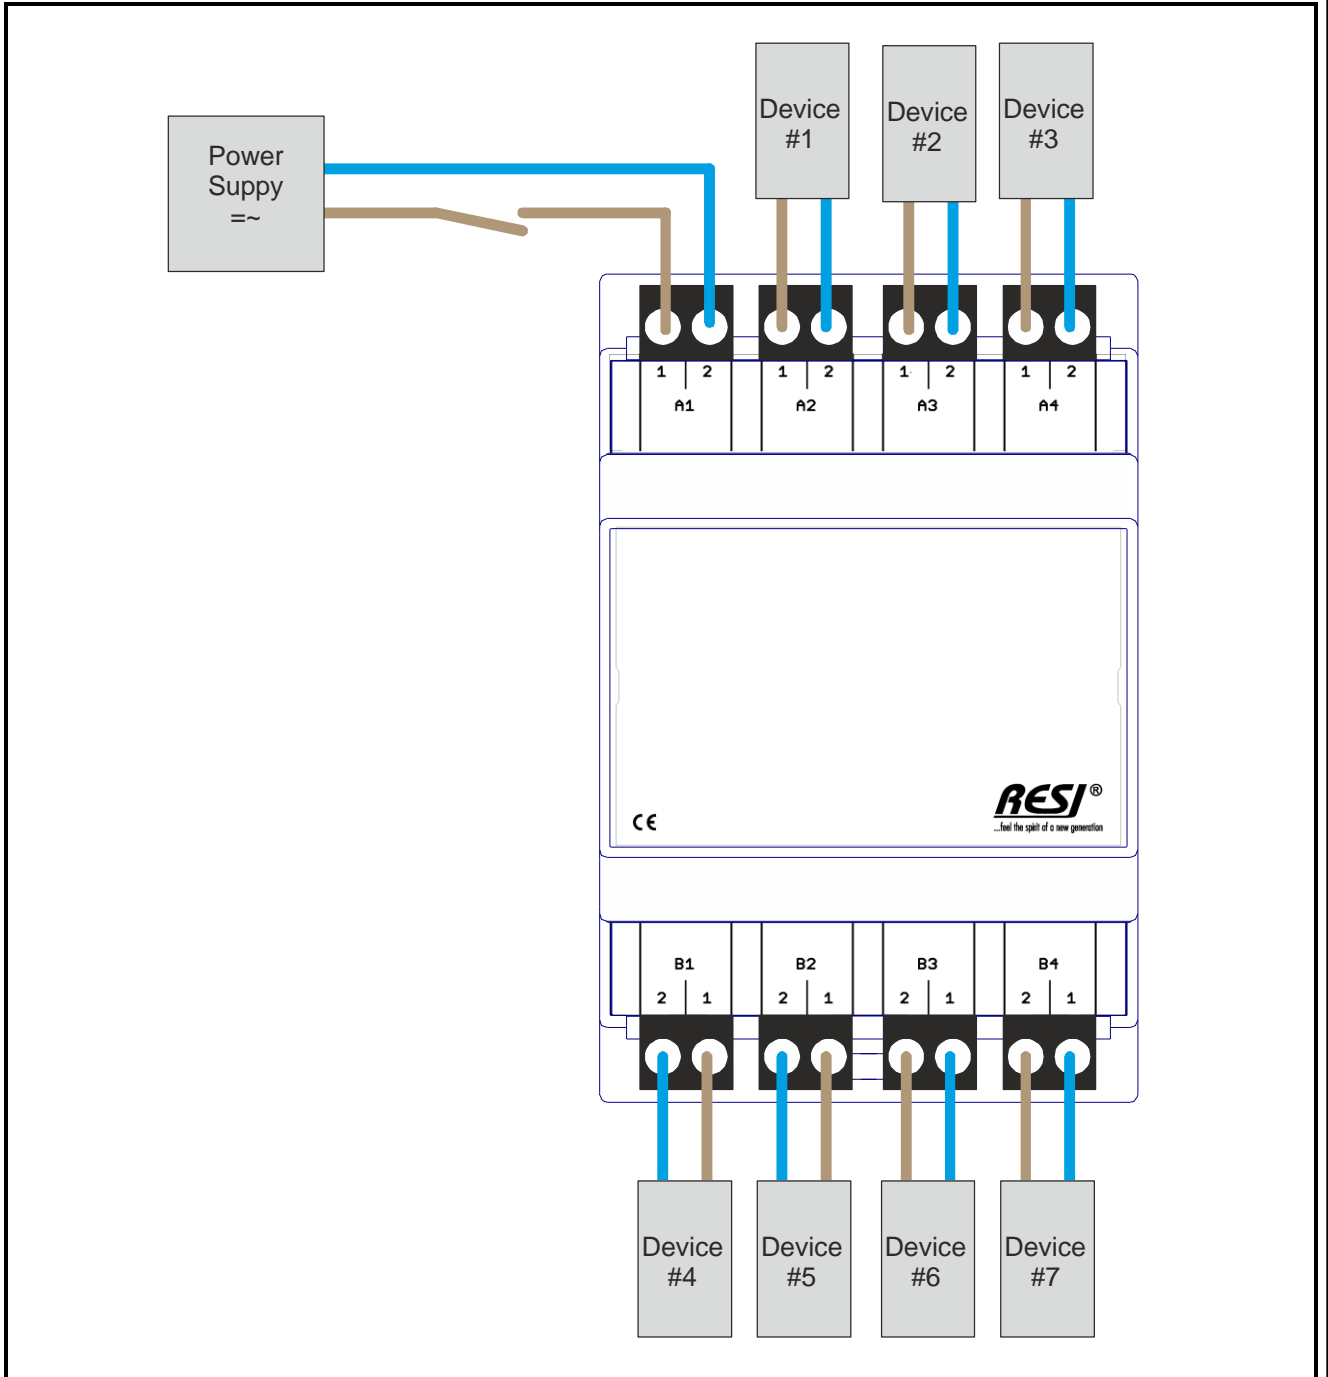 Device
#1
Device
#2
Device
#3
Power
Suppy
=~
1 2
A1
1 2
A2
1 2
A3
1 2
A4
CE
RESI®
...feel the spirit of a new generation
B1
2 1
B2
2 1
B3
2 1
B4
2 1
Device
#4
Device
#5
Device
#6
Device
#7